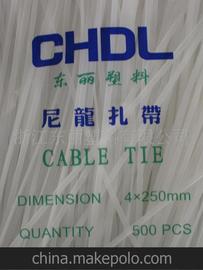 CHDL
东丽塑料
尼龍扎帶
CABLE TIE
DIMENSION 4×250mm
QUANTITY 500 PCS
china.makepolo.com